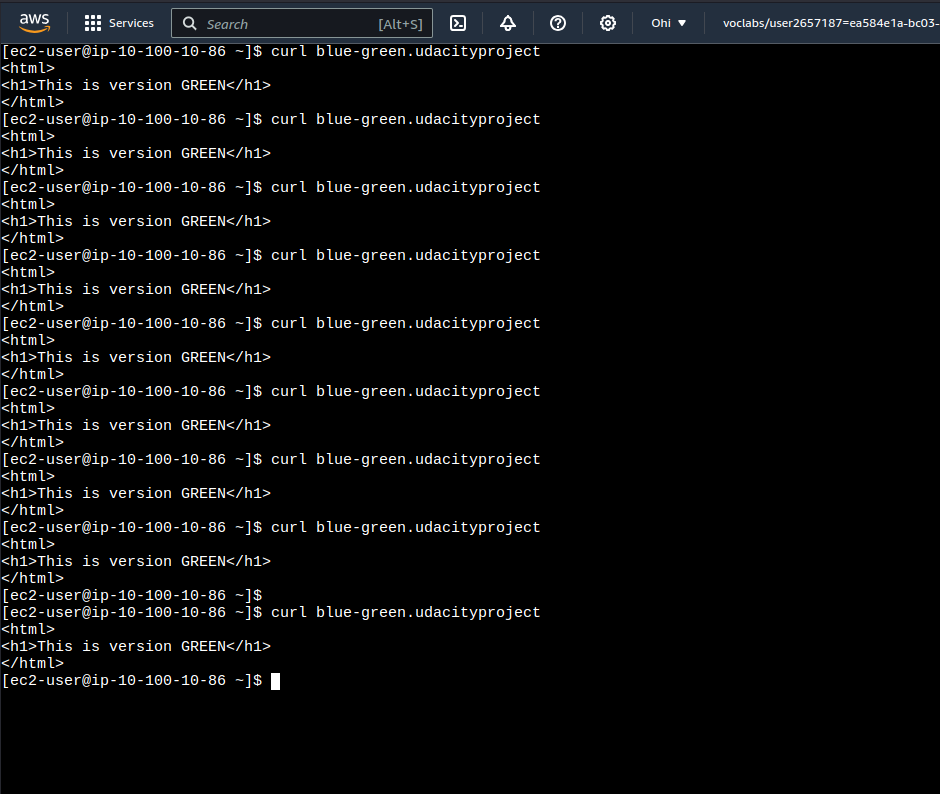 aws Services Search [Alt+S] Ohi voclabs/user2657187=ea584e1a-bc03-
[ec2-user@ip-10-100-10-86 ~]$ curl blue-green.udacityproject
<html>
<h1>This is version GREEN</h1>
</html>
[ec2-user@ip-10-100-10-86 ~]$ curl blue-green.udacityproject
<html>
<h1>This is version GREEN</h1>
</html>
[ec2-user@ip-10-100-10-86 ~]$ curl blue-green.udacityproject
<html>
<h1>This is version GREEN</h1>
</html>
[ec2-user@ip-10-100-10-86 ~]$ curl blue-green.udacityproject
<html>
<h1>This is version GREEN</h1>
</html>
[ec2-user@ip-10-100-10-86 ~]$ curl blue-green.udacityproject
<html>
<h1>This is version GREEN</h1>
</html>
[ec2-user@ip-10-100-10-86 ~]$ curl blue-green.udacityproject
<html>
<h1>This is version GREEN</h1>
</html>
[ec2-user@ip-10-100-10-86 ~]$ curl blue-green.udacityproject
<html>
<h1>This is version GREEN</h1>
</html>
[ec2-user@ip-10-100-10-86 ~]$ curl blue-green.udacityproject
<html>
<h1>This is version GREEN</h1>
</html>
[ec2-user@ip-10-100-10-86 ~]$
[ec2-user@ip-10-100-10-86 ~]$ curl blue-green.udacityproject
<html>
<h1>This is version GREEN</h1>
</html>
[ec2-user@ip-10-100-10-86 ~]$